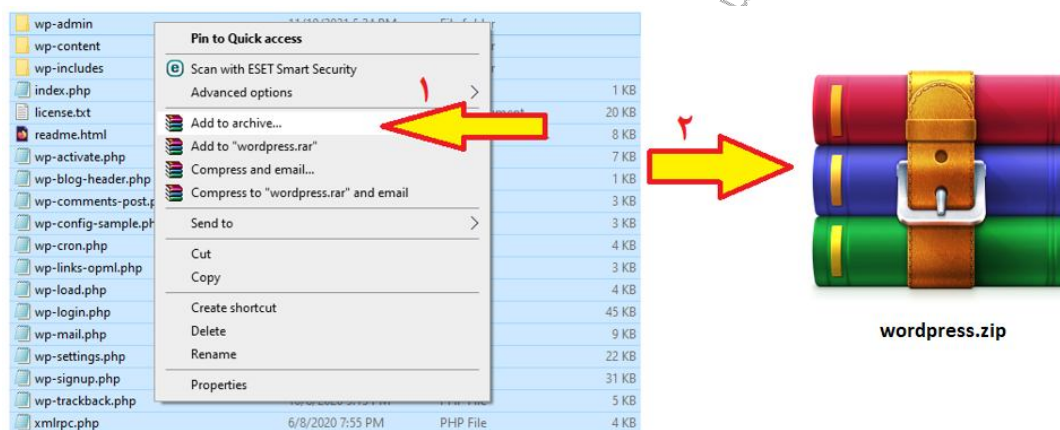 wp-admin
wp-content
wp-includes
index.php 1 KB
license.txt 20 KB
readme.html 8 KB
wp-activate.php 7 KB
wp-blog-header.php 1 KB
wp-comments-post.p 3 KB
wp-config-sample.ph 3 KB
wp-cron.php 4 KB
wp-links-opml.php 3 KB
wp-load.php 4 KB
wp-login.php 45 KB
wp-mail.php 9 KB
wp-settings.php 22 KB
wp-signup.php 31 KB
wp-trackback.php 5 KB
xmlrpc.php 6/8/2020 7:55 PM PHP File 4 KB
Pin to Quick access
Scan with ESET Smart Security
Advanced options
Add to archive...
Add to "wordpress.rar"
Compress and email...
Compress to "wordpress.rar" and email
Send to
Cut
Copy
Create shortcut
Delete
Rename
Properties
۱
۲
wordpress.zip